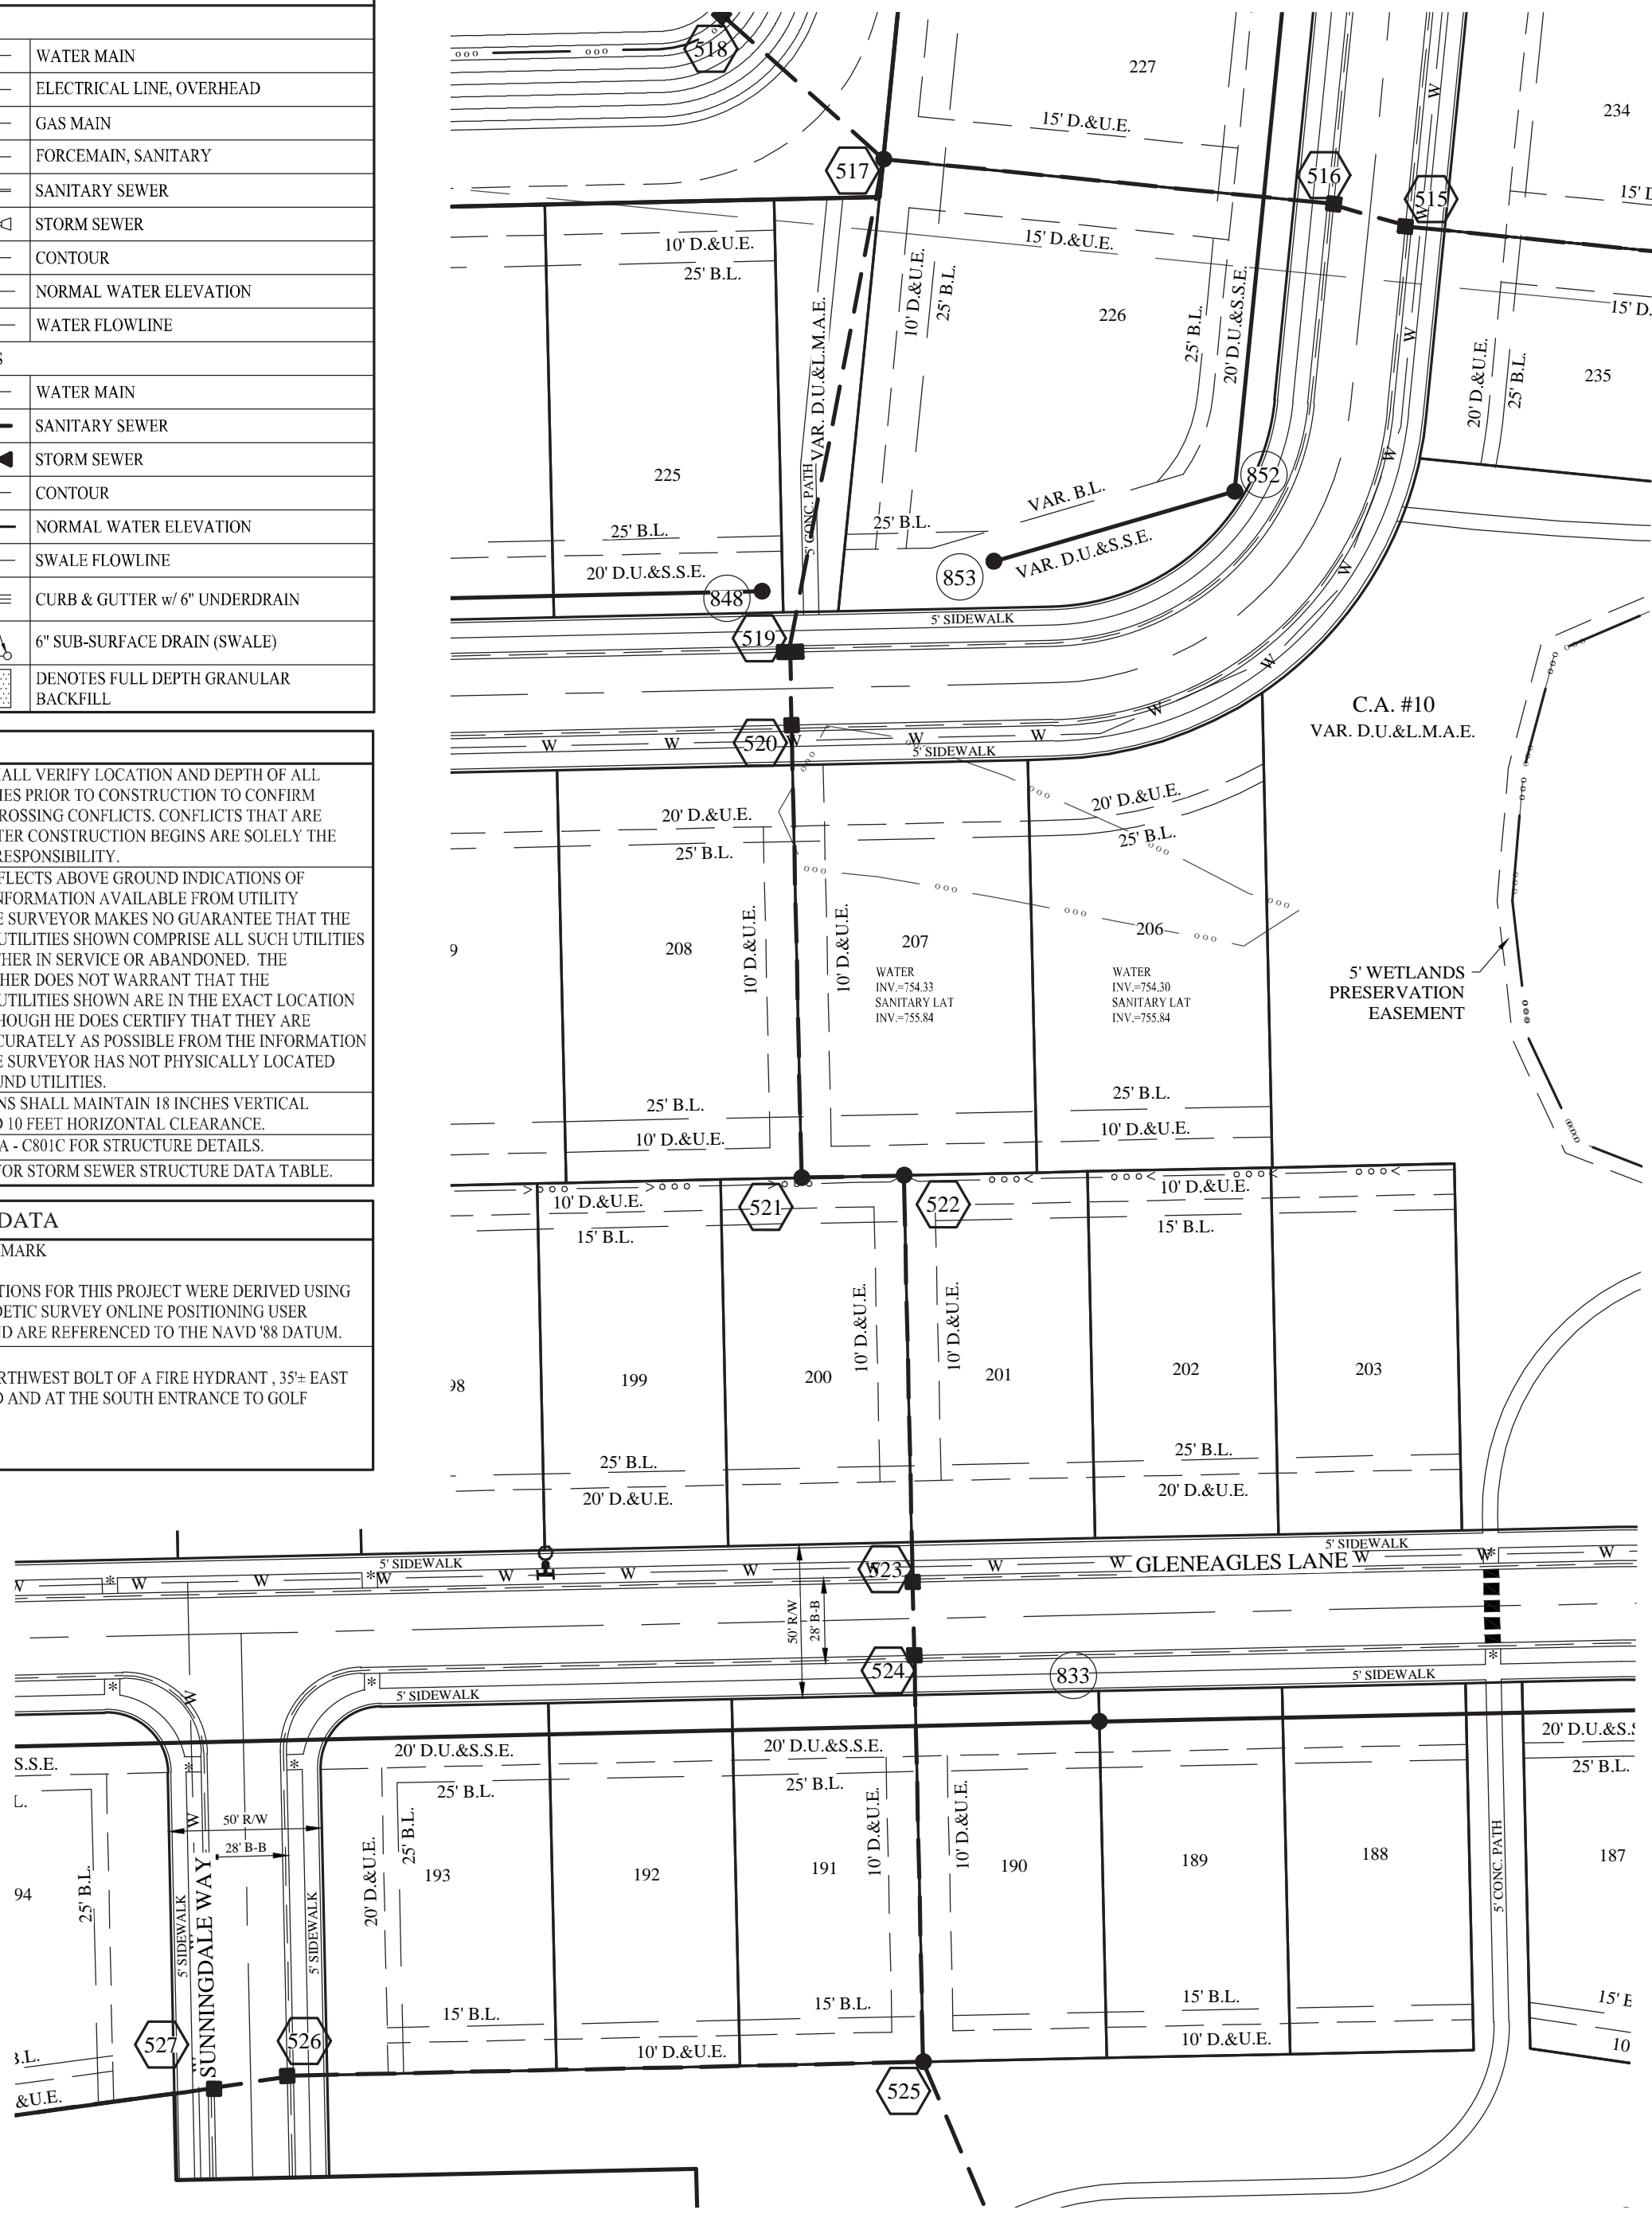 WATER MAIN
ELECTRICAL LINE, OVERHEAD
GAS MAIN
FORCEMAIN, SANITARY
SANITARY SEWER
STORM SEWER
CONTOUR
NORMAL WATER ELEVATION
WATER FLOWLINE
S
WATER MAIN
SANITARY SEWER
STORM SEWER
CONTOUR
NORMAL WATER ELEVATION
SWALE FLOWLINE
CURB & GUTTER w/ 6" UNDERDRAIN
6" SUB-SURFACE DRAIN (SWALE)
DENOTES FULL DEPTH GRANULAR
BACKFILL
ALL VERIFY LOCATION AND DEPTH OF ALL
IES PRIOR TO CONSTRUCTION TO CONFIRM
ROSSING CONFLICTS. CONFLICTS THAT ARE
TER CONSTRUCTION BEGINS ARE SOLELY THE
RESPONSIBILITY.
FLECTS ABOVE GROUND INDICATIONS OF
NFORMATION AVAILABLE FROM UTILITY
E SURVEYOR MAKES NO GUARANTEE THAT THE
UTILITIES SHOWN COMPRISE ALL SUCH UTILITIES
HER IN SERVICE OR ABANDONED. THE
HER DOES NOT WARRANT THAT THE
UTILITIES SHOWN ARE IN THE EXACT LOCATION
HOUGH HE DOES CERTIFY THAT THEY ARE
CURATELY AS POSSIBLE FROM THE INFORMATION
E SURVEYOR HAS NOT PHYSICALLY LOCATED
UND UTILITIES.
NS SHALL MAINTAIN 18 INCHES VERTICAL
D 10 FEET HORIZONTAL CLEARANCE.
A - C801C FOR STRUCTURE DETAILS.
FOR STORM SEWER STRUCTURE DATA TABLE.
DATA
MARK
TIONS FOR THIS PROJECT WERE DERIVED USING
DETIC SURVEY ONLINE POSITIONING USER
ND ARE REFERENCED TO THE NAVD '88 DATUM.
RTHWEST BOLT OF A FIRE HYDRANT , 35'± EAST
D AND AT THE SOUTH ENTRANCE TO GOLF
518
227
234
15' D.&U.E.
517
516
515
15' D
10' D.&U.E.
25' B.L.
15' D.&U.E.
10' D.&U.E.
25' B.L.
VAR. D.U.&L.M.A.E.
226
25' B.L.
20' D.U.&S.S.E.
15' D.
20' D.&U.E.
25' B.L.
235
225
5' CONC. PATH
852
VAR. B.L.
25' B.L.
25' B.L.
VAR. D.U.&S.S.E.
20' D.U.&S.S.E.
853
848
519
5' SIDEWALK
520
5' SIDEWALK
W W W W W
W W W W W W W
C.A. #10
VAR. D.U.&L.M.A.E.
20' D.&U.E.
20' D.&U.E.
25' B.L.
25' B.L.
10' D.&U.E.
10' D.&U.E.
9
208
207
206
WATER
INV.=754.33
SANITARY LAT
INV.=755.84
WATER
INV.=754.30
SANITARY LAT
INV.=755.84
5' WETLANDS
PRESERVATION
EASEMENT
25' B.L.
10' D.&U.E.
25' B.L.
10' D.&U.E.
10' D.&U.E.
15' B.L.
521
522
10' D.&U.E.
15' B.L.
10' D.&U.E.
10' D.&U.E.
98
199
200
201
202
203
25' B.L.
20' D.&U.E.
25' B.L.
20' D.&U.E.
5' SIDEWALK
5' SIDEWALK
523
GLENEAGLES LANE
W W W W W W W W W W W W W
50' R/W
28' B-B
524
833
5' SIDEWALK
5' SIDEWALK
W
S.S.E.
L.
20' D.U.&S.S.E.
25' B.L.
20' D.U.&S.S.E.
25' B.L.
20' D.U.&S.S
25' B.L.
50' R/W
28' B-B
W
94
25' B.L.
5' SIDEWALK
SUNNINGDALE WAY
5' SIDEWALK
20' D.&U.E.
25' B.L.
193
192
191
10' D.&U.E.
10' D.&U.E.
190
189
188
5' CONC. PATH
187
15' B.L.
15' B.L.
15' B.L.
10' D.&U.E.
10' D.&U.E.
15' B
10
527
526
525
B.L.
&U.E.